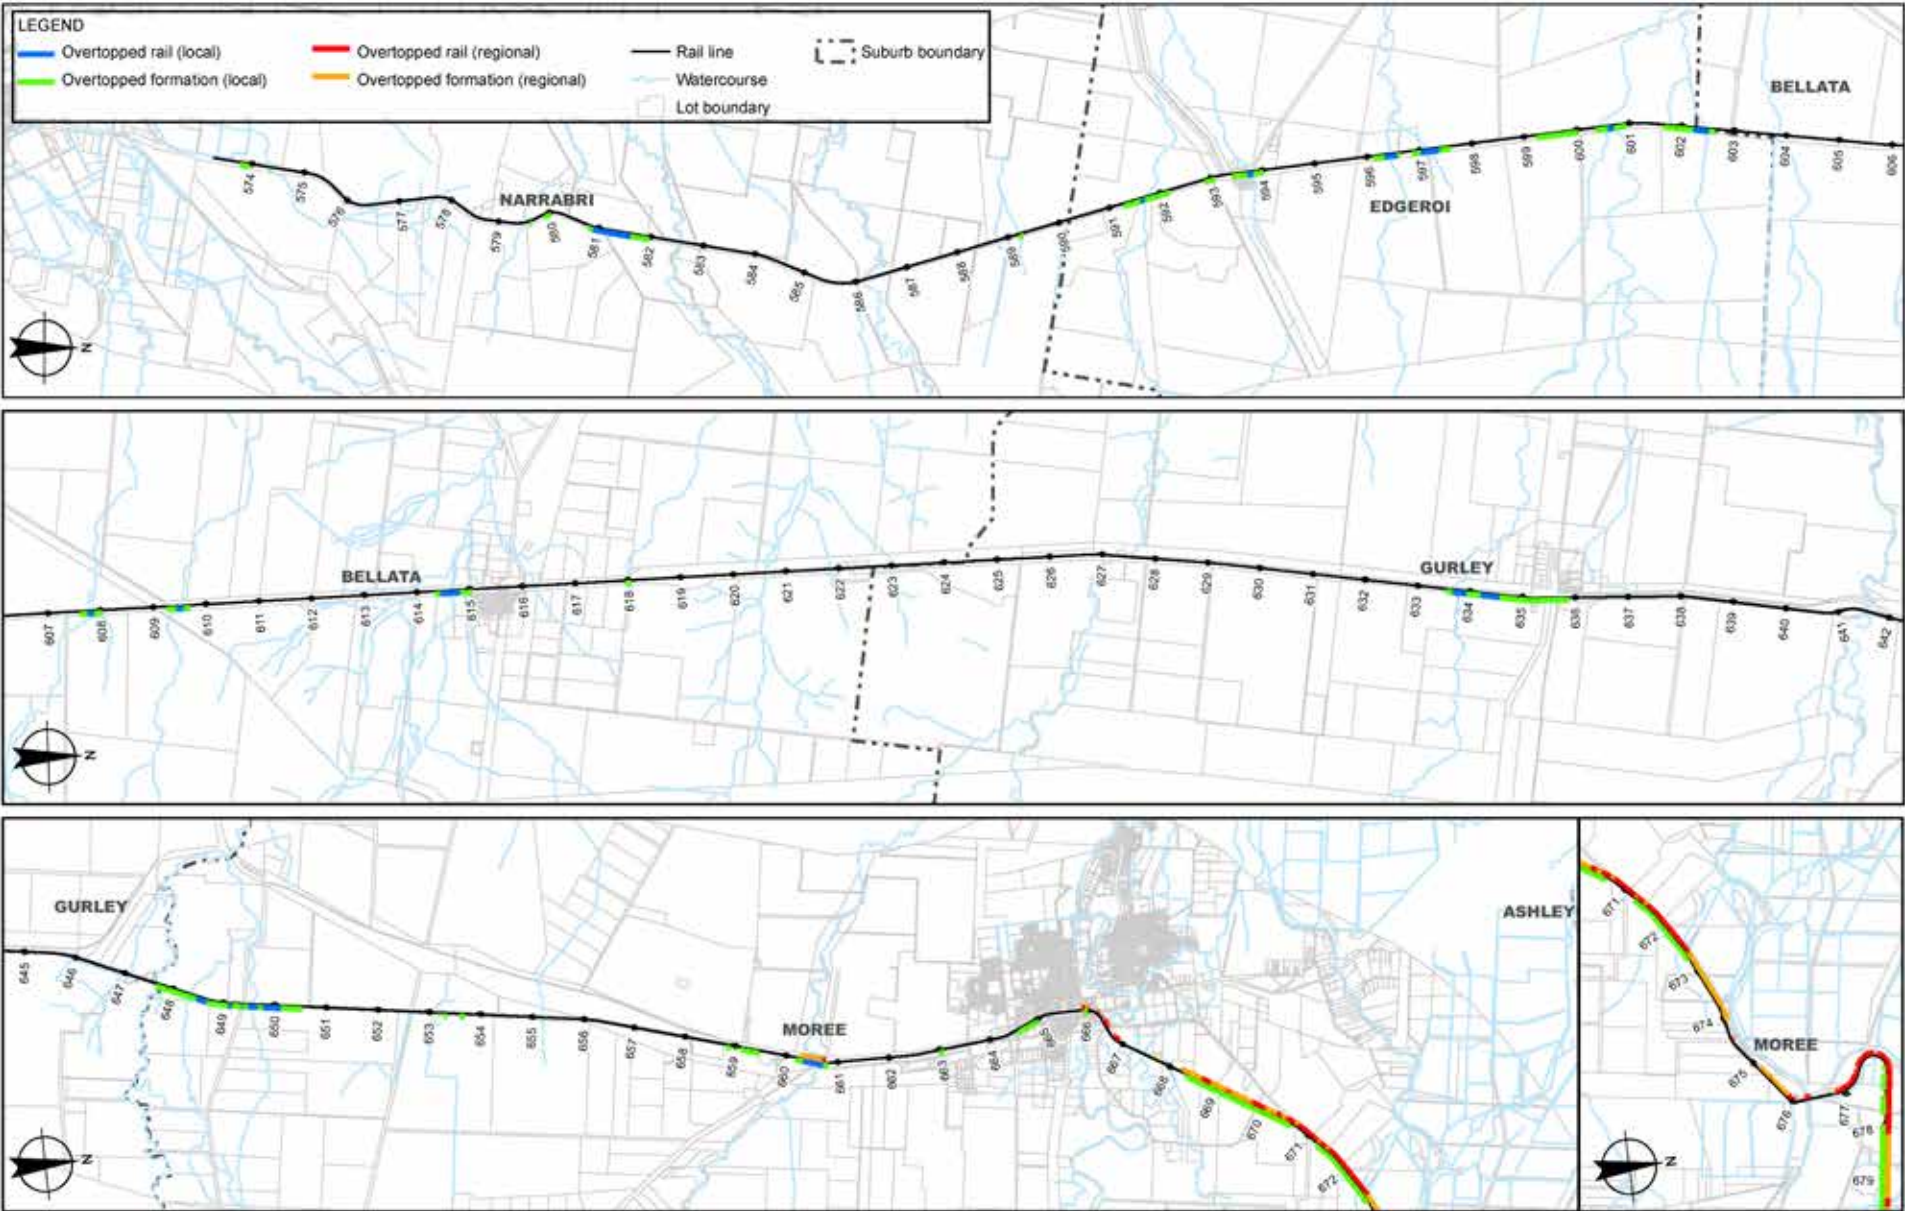 LEGEND
Overtopped rail (local)
Overtopped formation (local)
Overtopped rail (regional)
Overtopped formation (regional)
Rail line
Watercourse
Lot boundary
Suburb boundary
BELLATA
NARRABRI
EDGEROI
574 575 576 577 578 579 580 581 582 583 584 585 586 587 588 589 590 591 592 593 594 595 596 597 598 599 600 601 602 603 604 605 606
N
BELLATA
GURLEY
607 608 609 610 611 612 613 614 615 616 617 618 619 620 621 622 623 624 625 626 627 628 629 630 631 632 633 634 635 636 637 638 639 640 641 642
N
GURLEY
MOREE
ASHLEY
645 646 647 648 649 650 651 652 653 654 655 656 657 658 659 660 661 662 663 664 665 666 667 668 669 670 671 672
N
671 672 673 674 675 676 677 678 679
MOREE
N